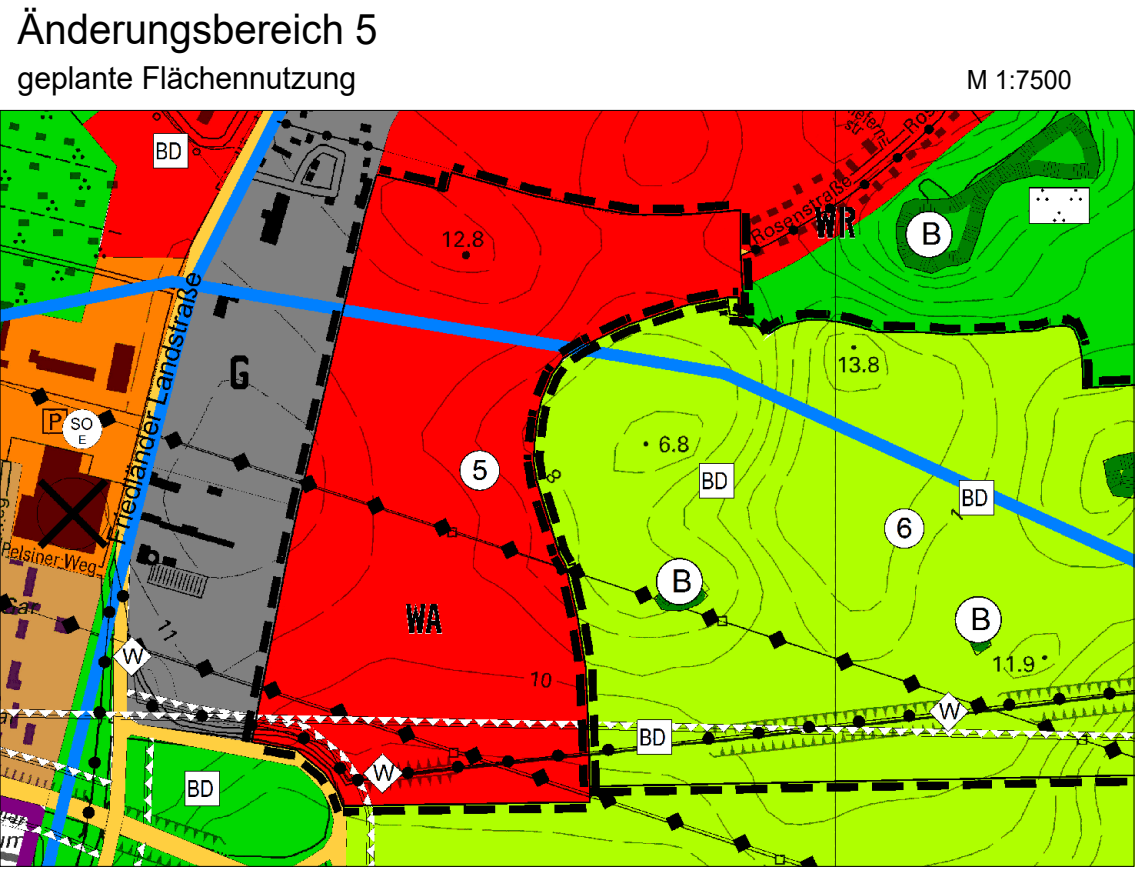 Änderungsbereich 5
geplante Flächennutzung
M 1:7500
BD
Rosenstraße
WR
B
12.8
Friedländer Landstraße
G
13.8
P
SO
E
5
6.8
8
BD
BD
6
Pelsiner Weg
B
B
WA
11
W
11.9
10
W
BD
W
BD